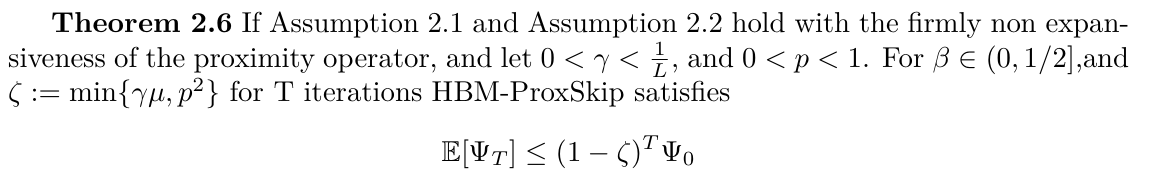 Theorem 2.6 If Assumption 2.1 and Assumption 2.2 hold with the firmly non expan-
siveness of the proximity operator, and let 0 < γ < 1/L, and 0 < p < 1. For β ∈ (0, 1/2],and
ζ := min{γμ, p²} for T iterations HBM-ProxSkip satisfies
𝔼[Ψ_T] ≤ (1 − ζ)^T Ψ₀